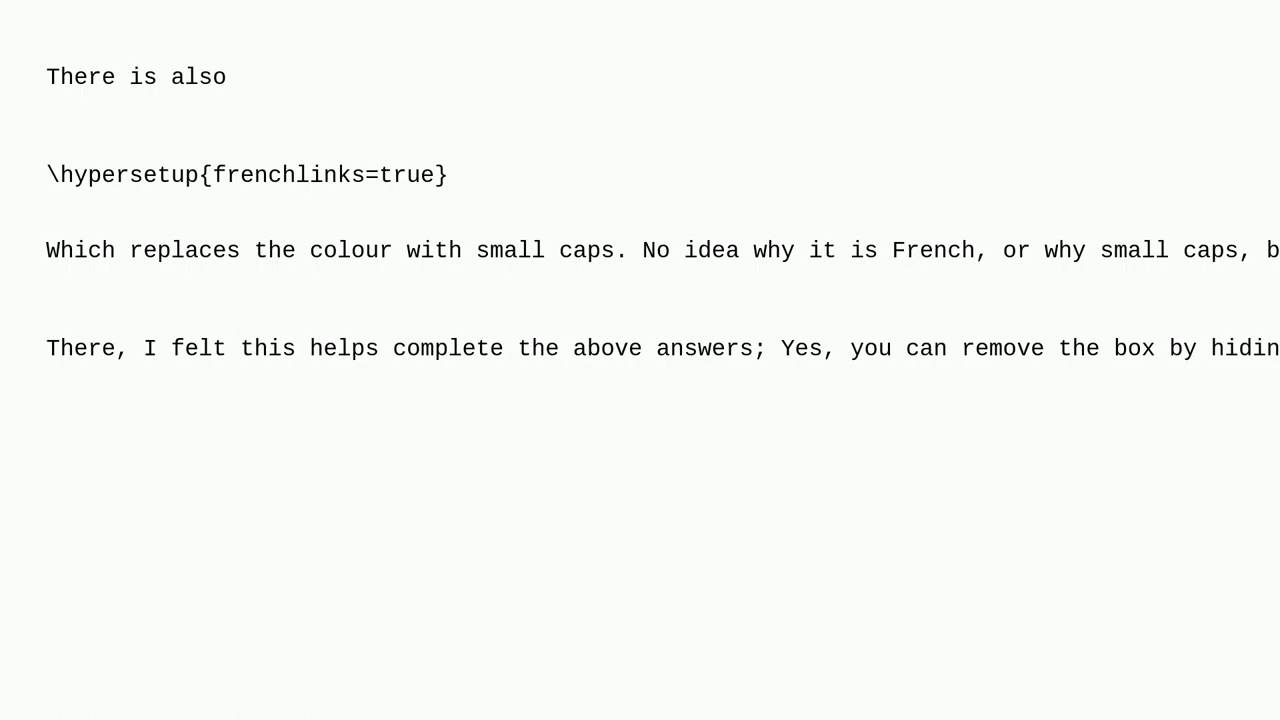 There is also
\hypersetup{frenchlinks=true}
Which replaces the colour with small caps. No idea why it is French, or why small caps, b
There, I felt this helps complete the above answers; Yes, you can remove the box by hidin